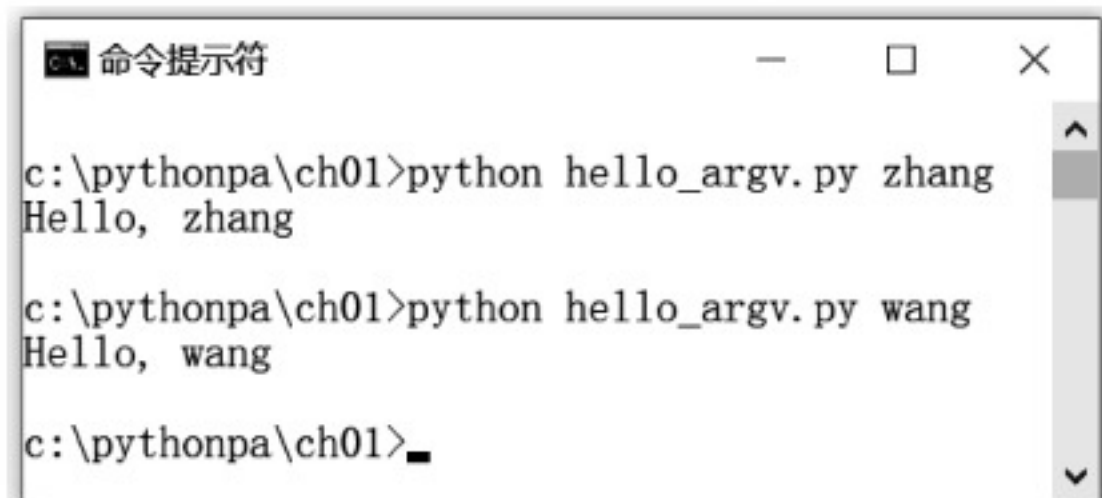 命令提示符
c:\pythonpa\ch01>python hello_argv.py zhang
Hello, zhang
c:\pythonpa\ch01>python hello_argv.py wang
Hello, wang
c:\pythonpa\ch01>